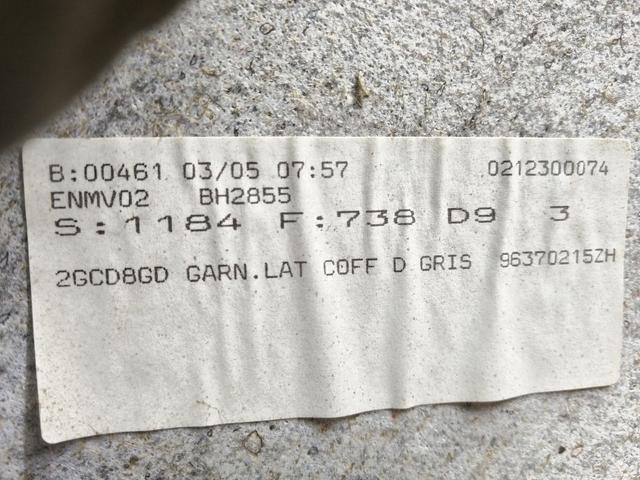 B:00461 03/05 07:57 0212300074
ENMV02 BH2855
S:1184 F:738 D9 3
2GCD8GD GARN.LAT COFF D GRIS 96370215ZH